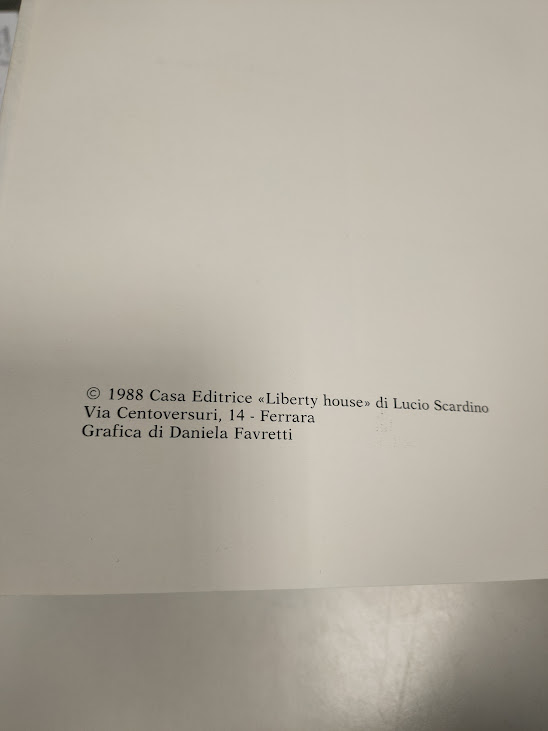 © 1988 Casa Editrice «Liberty house» di Lucio Scardino
Via Centoversuri, 14 - Ferrara
Grafica di Daniela Favretti